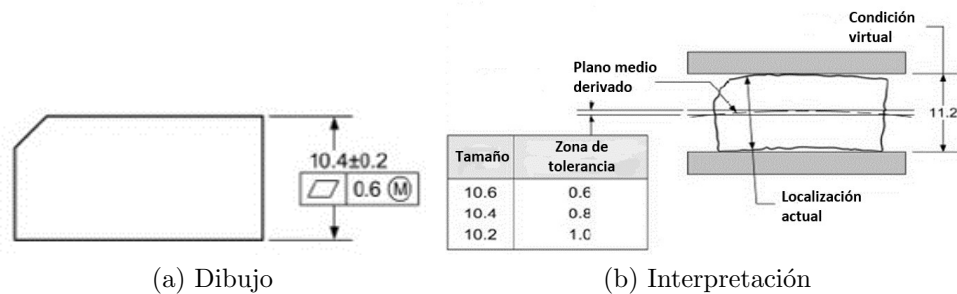 10.4±0.2
0.6 Ⓜ
(a) Dibujo
Condición
virtual
Plano medio
derivado
11.2
Tamaño
Zona de
tolerancia
10.6
0.6
10.4
0.8
10.2
1.0
Localización
actual
(b) Interpretación